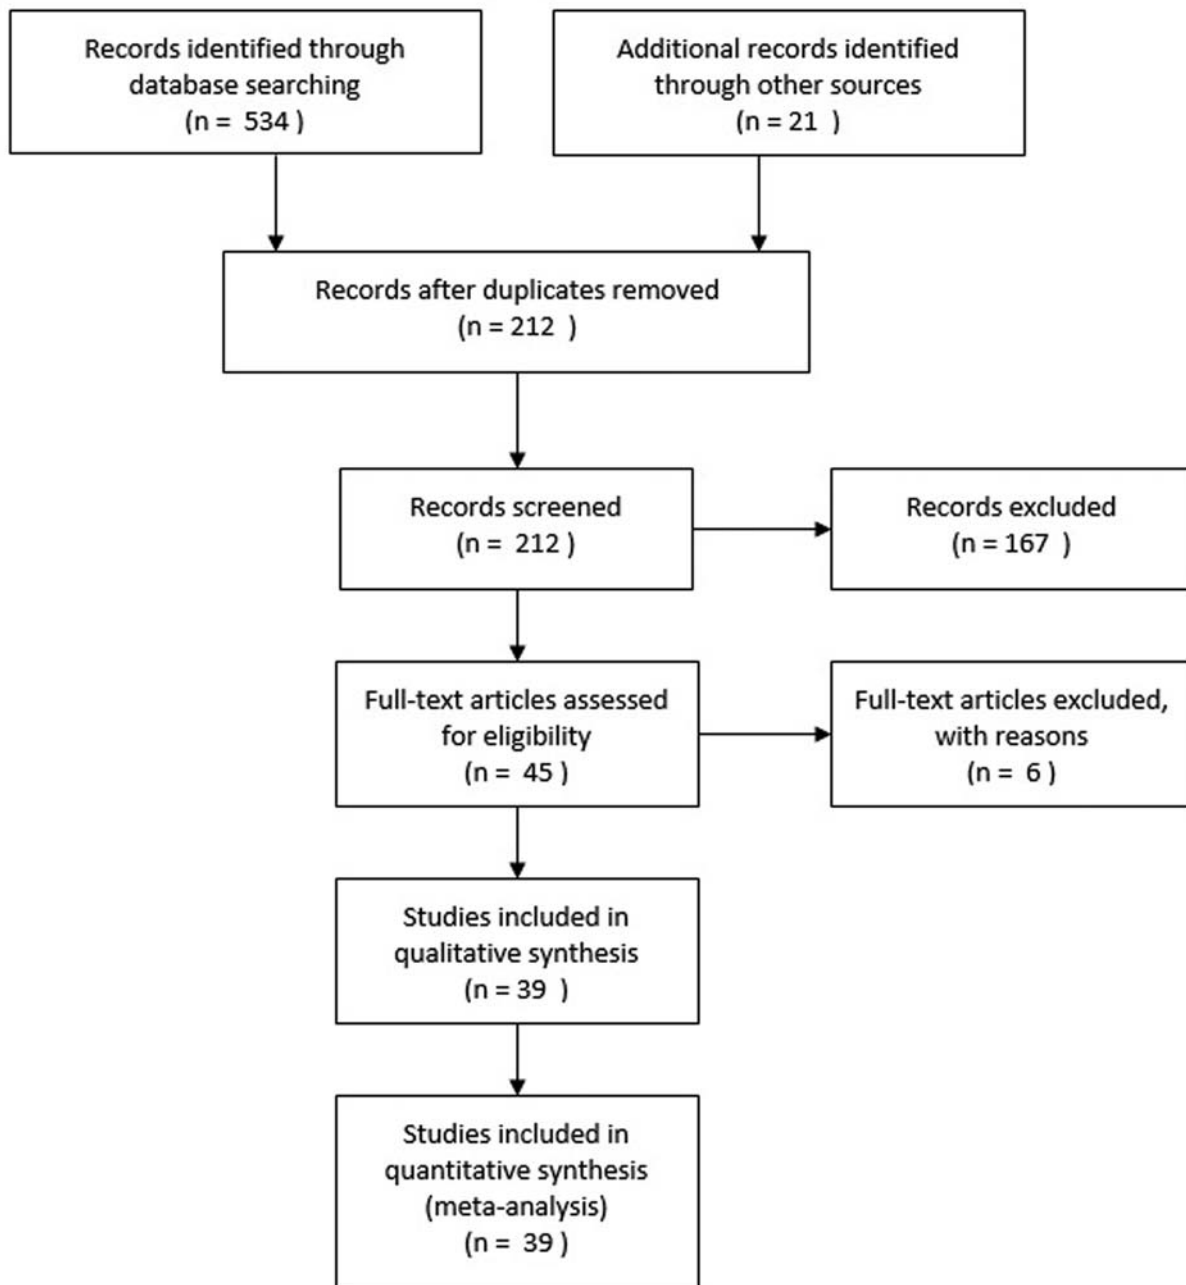 Records identified through
database searching
(n =  534 )
Additional records identified
through other sources
(n = 21  )
Records after duplicates removed
(n = 212  )
Records screened
(n =  212 )
Records excluded
(n = 167  )
Full-text articles assessed
for eligibility
(n =  45 )
Full-text articles excluded,
with reasons
(n =  6 )
Studies included in
qualitative synthesis
(n = 39  )
Studies included in
quantitative synthesis
(meta-analysis)
(n =  39 )